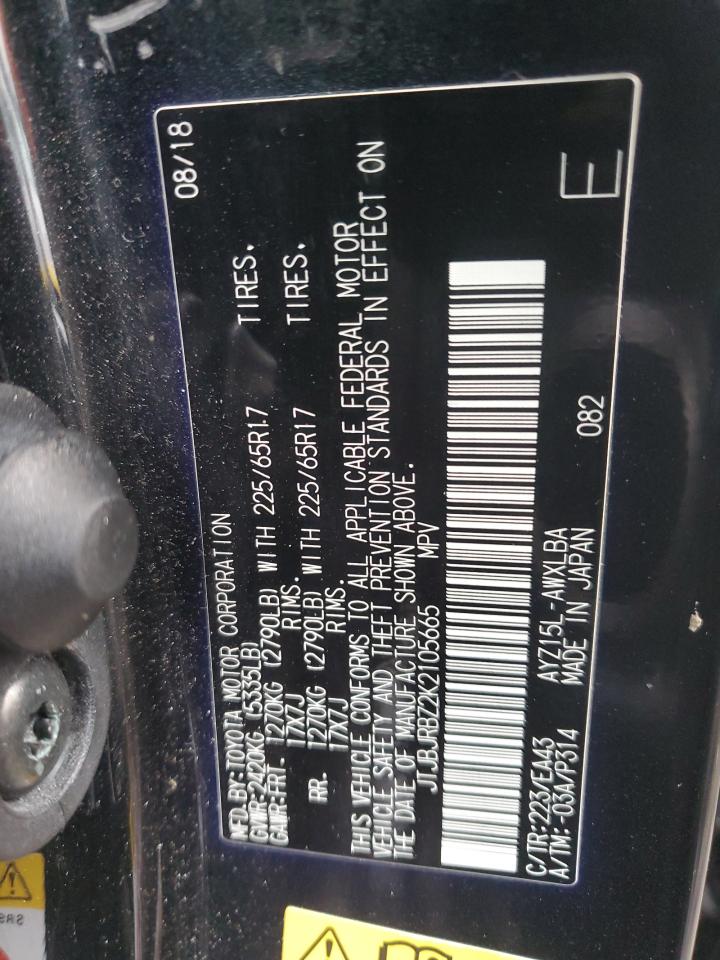 08/18
MFD.BY:TOYOTA MOTOR CORPORATION
GVWR:2420KG (5335LB)
GAWR:FRT. 1270KG (2790LB) WITH 225/65R17 TIRES.
17X7J RIMS.
RR. 1270KG (2790LB) WITH 225/65R17 TIRES.
17X7J RIMS.
THIS VEHICLE CONFORMS TO ALL APPLICABLE FEDERAL MOTOR
VEHICLE SAFETY AND THEFT PREVENTION STANDARDS IN EFFECT ON
THE DATE OF MANUFACTURE SHOWN ABOVE.
JTJBJRBZ2K2105665 MPV
082
C/TR:223/EA43 AYZ15L-AWXLBA
A/TM:-03A/P314 MADE IN JAPAN
E